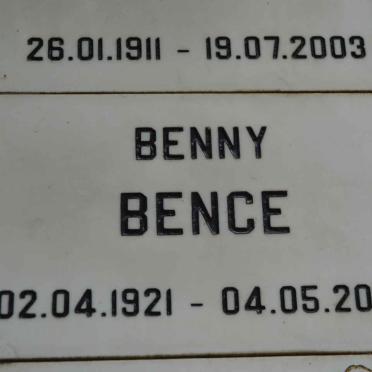 26.01.1911 - 19.07.2003
BENNY
BENCE
02.04.1921 - 04.05.20